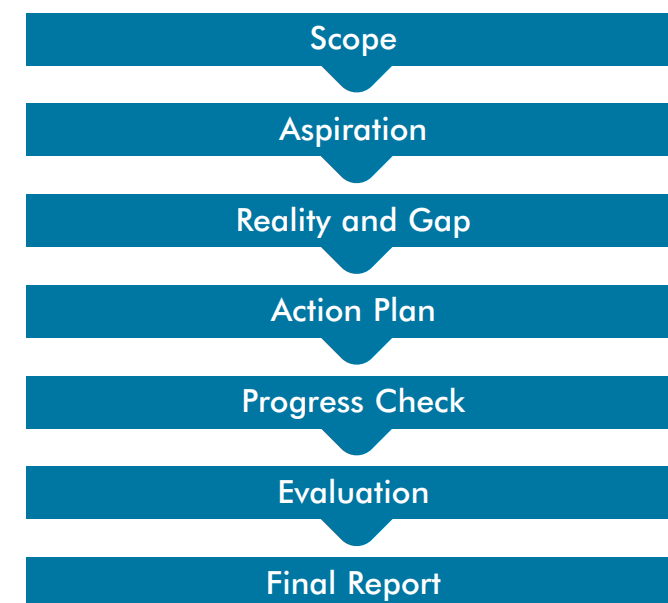 Scope
Aspiration
Reality and Gap
Action Plan
Progress Check
Evaluation
Final Report